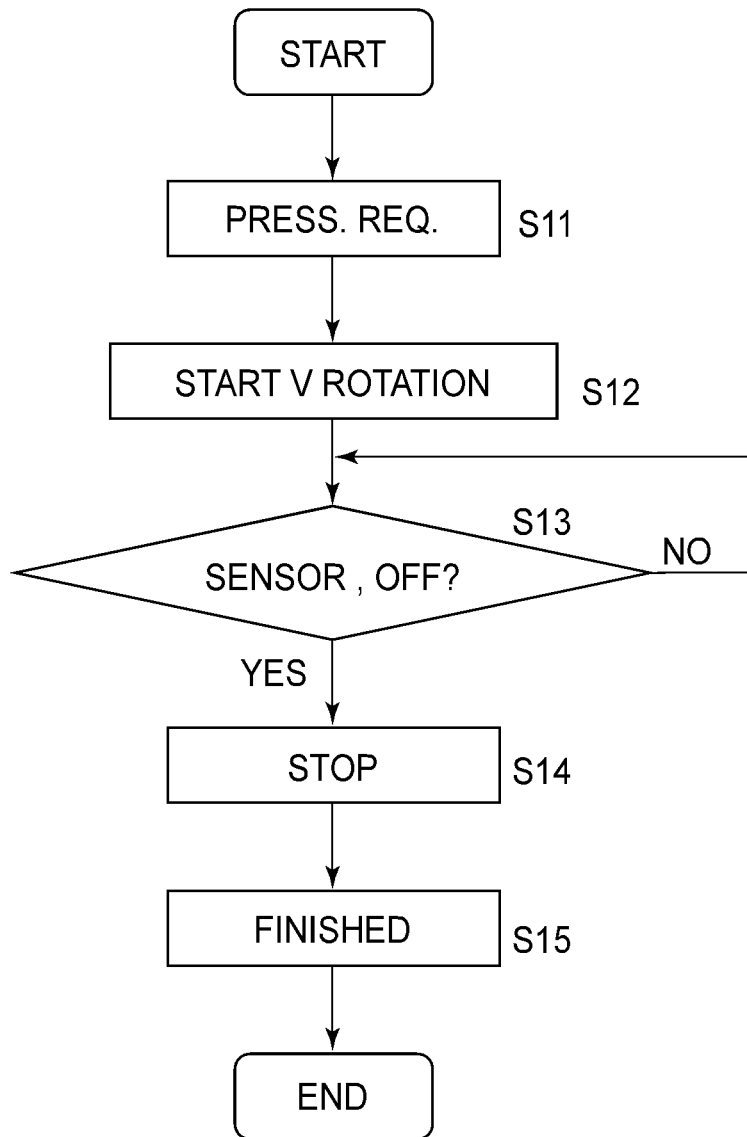 START
PRESS. REQ.
S11
START V ROTATION
S12
S13
SENSOR , OFF?
NO
YES
STOP
S14
FINISHED
S15
END